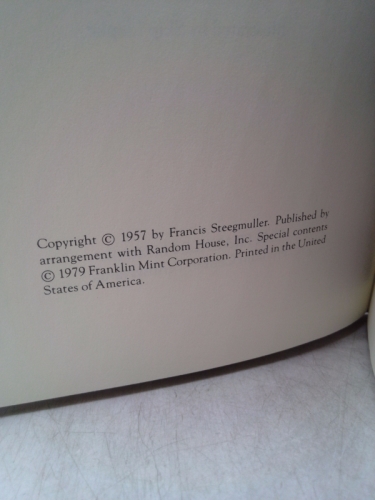 Copyright © 1957 by Francis Steegmuller. Published by
arrangement with Random House, Inc. Special contents
© 1979 Franklin Mint Corporation. Printed in the United
States of America.